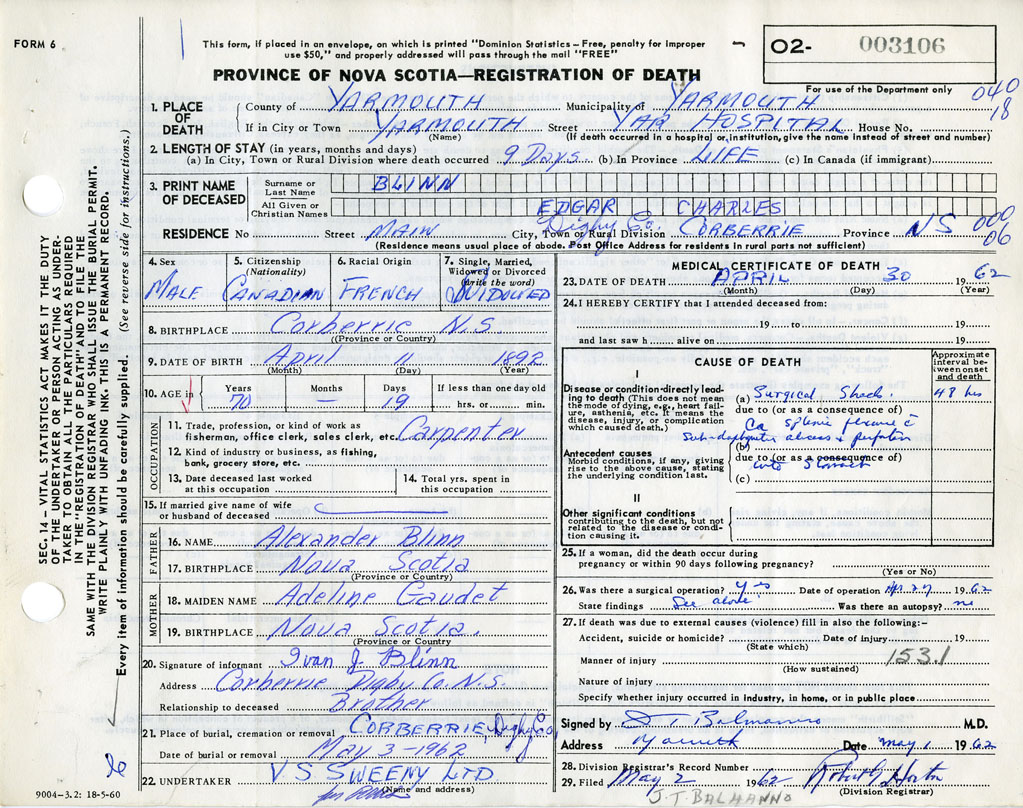 FORM 6
This form, if placed in an envelope, on which is printed "Dominion Statistics – Free, penalty for improper
use $50," and properly addressed will pass through the mail "FREE"
O2- 003106
PROVINCE OF NOVA SCOTIA—REGISTRATION OF DEATH
For use of the Department only
040
18
1. PLACE OF DEATH
County of YARMOUTH Municipality of YARMOUTH
If in City or Town YARMOUTH Street YAR HOSPITAL House No.
(Name) (If death occurred in a hospital or institution, give the name instead of street and number)
2. LENGTH OF STAY (in years, months and days)
(a) In City, Town or Rural Division where death occurred 9 Days (b) In Province LIFE (c) In Canada (if immigrant)
3. PRINT NAME OF DECEASED
Surname or Last Name BLINN
All Given or Christian Names EDGAR CHARLES
RESIDENCE No Street MAIN City, Town or Rural Division Digby Co. CORBERRIE Province NS
000
06
(Residence means usual place of abode. Post Office Address for residents in rural parts not sufficient)
4. Sex MALE
5. Citizenship (Nationality) CANADIAN
6. Racial Origin FRENCH
7. Single, Married, Widowed or Divorced (Write the word) WIDOWED
8. BIRTHPLACE Corberrie N.S.
(Province or Country)
9. DATE OF BIRTH April 11 1892
(Month) (Day) (Year)
10. AGE in Years 70 Months — Days 19 If less than one day old hrs. or min.
OCCUPATION
11. Trade, profession, or kind of work as
fisherman, office clerk, sales clerk, etc. Carpenter
12. Kind of industry or business, as fishing,
bank, grocery store, etc.
13. Date deceased last worked
at this occupation
14. Total yrs. spent in
this occupation
15. If married give name of wife
or husband of deceased
FATHER
16. NAME Alexander Blinn
17. BIRTHPLACE Nova Scotia
(Province or Country)
MOTHER
18. MAIDEN NAME Adeline Gaudet
19. BIRTHPLACE Nova Scotia.
(Province or Country)
20. Signature of informant Ivan J. Blinn
Address Corberrie Digby Co. N.S.
Relationship to deceased Brother
21. Place of burial, cremation or removal CORBERRIE, Digby Co.
Date of burial or removal MAY 3-1962
22. UNDERTAKER V S SWEENY LTD
(Name and address)
9004-3.2: 18-5-60
SEC. 14 – VITAL STATISTICS ACT MAKES IT THE DUTY
OF THE UNDERTAKER OR PERSON ACTING AS UNDER-
TAKER TO OBTAIN ALL THE PARTICULARS REQUIRED
IN THE "REGISTRATION OF DEATH" AND TO FILE THE
SAME WITH THE DIVISION REGISTRAR WHO SHALL ISSUE THE BURIAL PERMIT.
WRITE PLAINLY WITH UNFADING INK. THIS IS A PERMANENT RECORD.
Every item of information should be carefully supplied. (See reverse side for instructions.)
MEDICAL CERTIFICATE OF DEATH
23. DATE OF DEATH APRIL 30 1962
(Month) (Day) (Year)
24. I HEREBY CERTIFY that I attended deceased from:
19 to 19
and last saw h alive on 19
CAUSE OF DEATH
Approximate interval between onset and death
I
Disease or condition directly leading to death (This does not mean
the mode of dying, e.g., heart failure, asthenia, etc. It means the
disease, injury, or complication
which caused death.)
(a) Surgical Shock. 48 hrs
due to (or as a consequence of)
Ca splenic flexure c̄
Sub-diaphragmatic abscess & perforation
(b)
due to (or as a consequence of)
into Stomach
(c)
Antecedent causes
Morbid conditions, if any, giving
rise to the above cause, stating
the underlying condition last.
II
Other significant conditions
contributing to the death, but not
related to the disease or condition causing it.
25. If a woman, did the death occur during
pregnancy or within 90 days following pregnancy?
(Yes or No)
26. Was there a surgical operation? Yes Date of operation Apr. 27 1962
State findings See above Was there an autopsy? no
27. If death was due to external causes (violence) fill in also the following:-
Accident, suicide or homicide? Date of injury 19
(State which)
Manner of injury 153.1
(How sustained)
Nature of injury
Specify whether injury occurred in industry, in home, or in public place
Signed by J T Balmanno M.D.
Address Yarmouth Date May 1 1962
28. Division Registrar's Record Number
29. Filed May 2 1962 Robert Horton
(Division Registrar)
J.T. BALMANNO